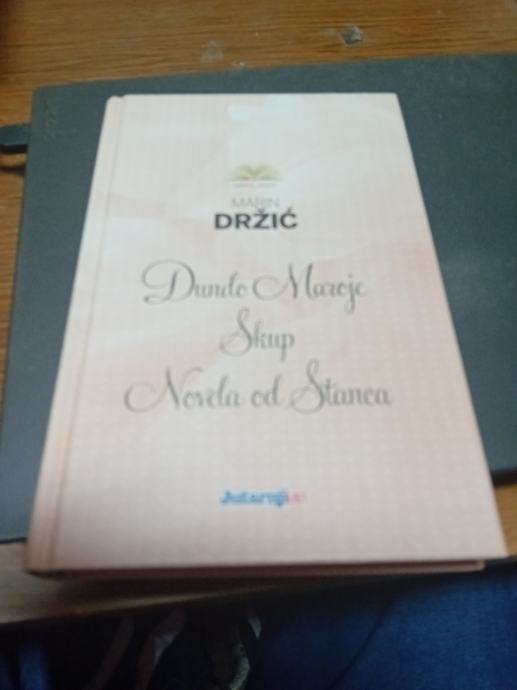 MARIN
DRŽIĆ
Dundo Maroje
Skup
Novela od Stanca
Jutarnji